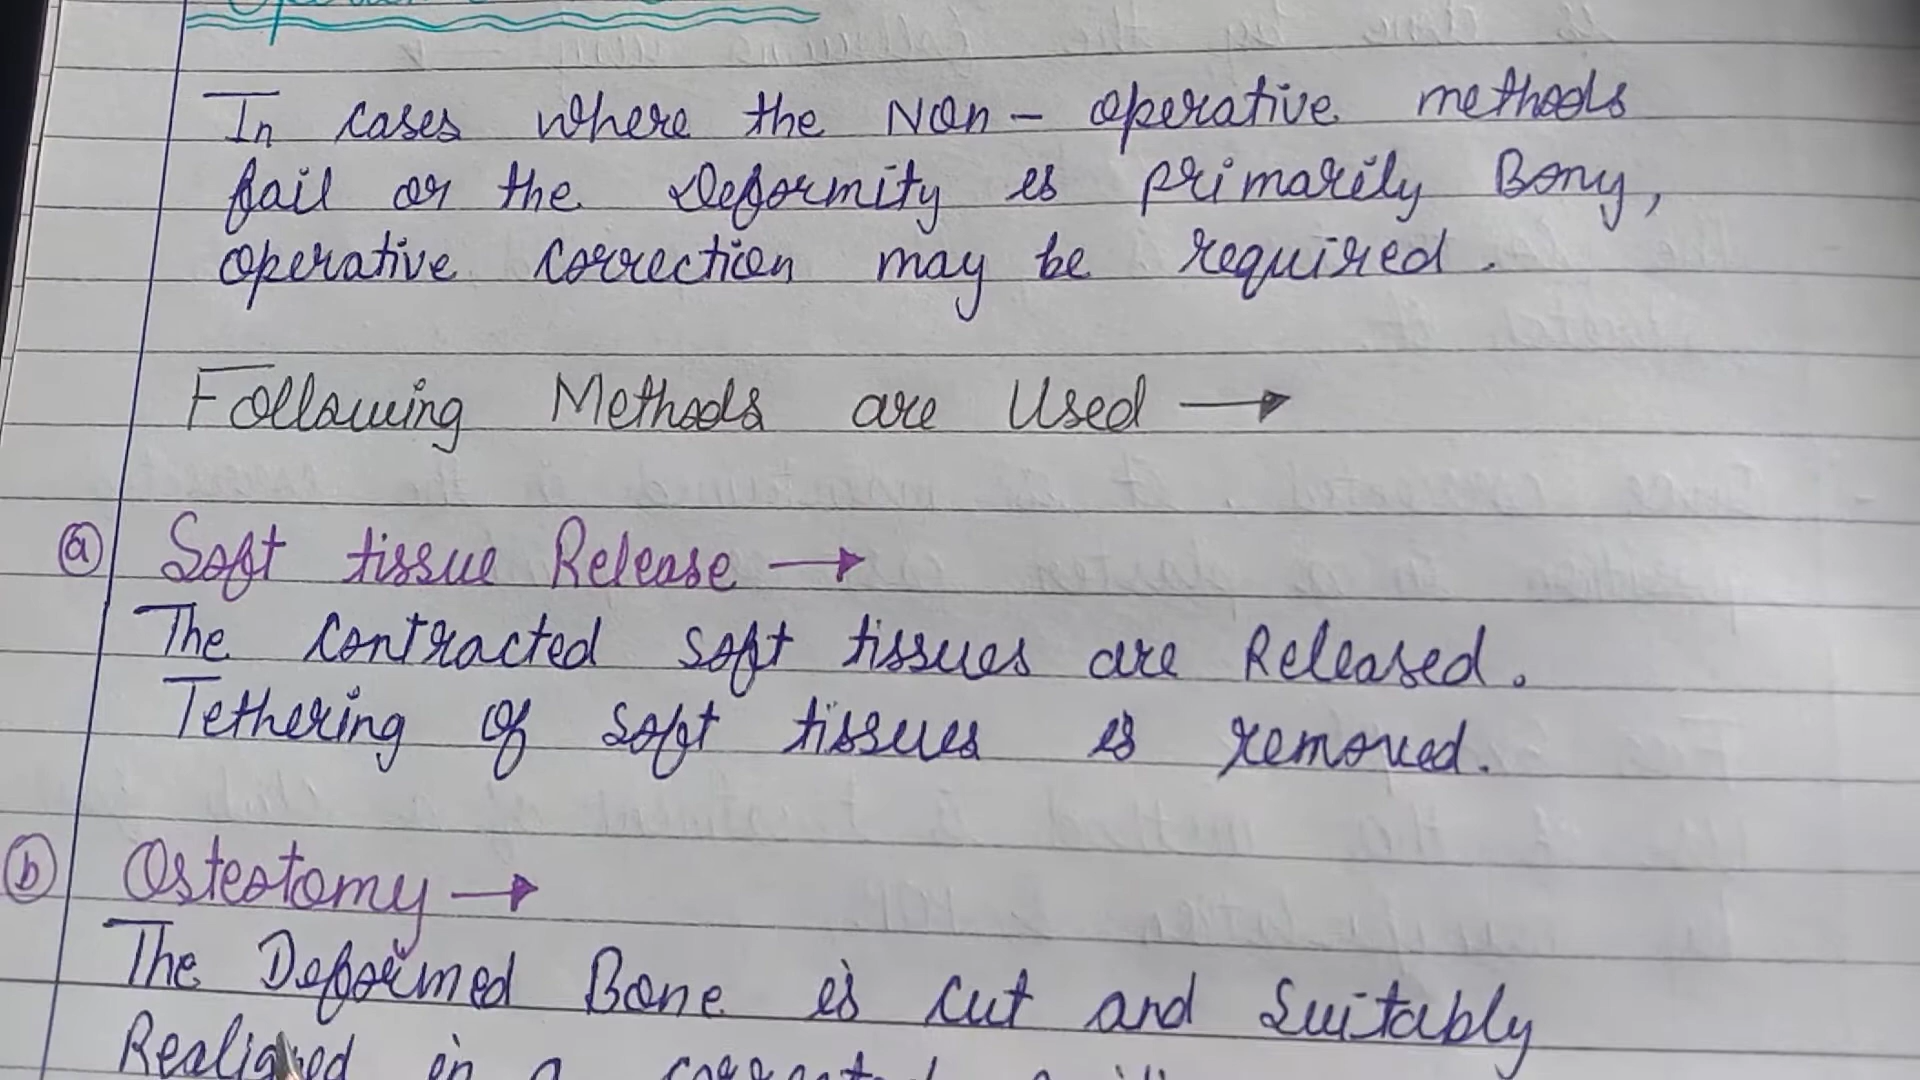 In cases where the Non - operative methods
fail or the Deformity is primarily Bony,
operative correction may be required.
Following Methods are Used →
(a) Soft tissue Release →
The contracted soft tissues are Released.
Tethering of soft tissues is removed.
(b) Osteotomy →
The Deformed Bone is cut and Suitably
Realigned in a